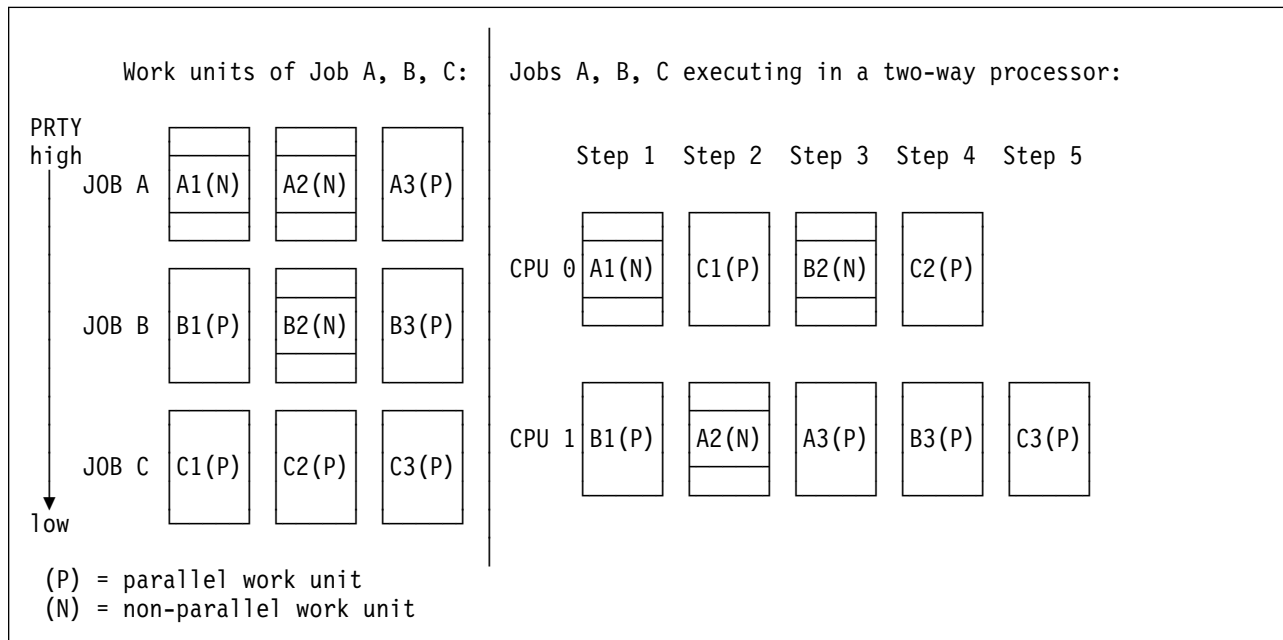 Work units of Job A, B, C:
Jobs A, B, C executing in a two-way processor:
PRTY
high
Step 1 Step 2 Step 3 Step 4 Step 5
JOB A A1(N) A2(N) A3(P)
CPU 0 A1(N) C1(P) B2(N) C2(P)
JOB B B1(P) B2(N) B3(P)
CPU 1 B1(P) A2(N) A3(P) B3(P) C3(P)
JOB C C1(P) C2(P) C3(P)
low
(P) = parallel work unit
(N) = non-parallel work unit